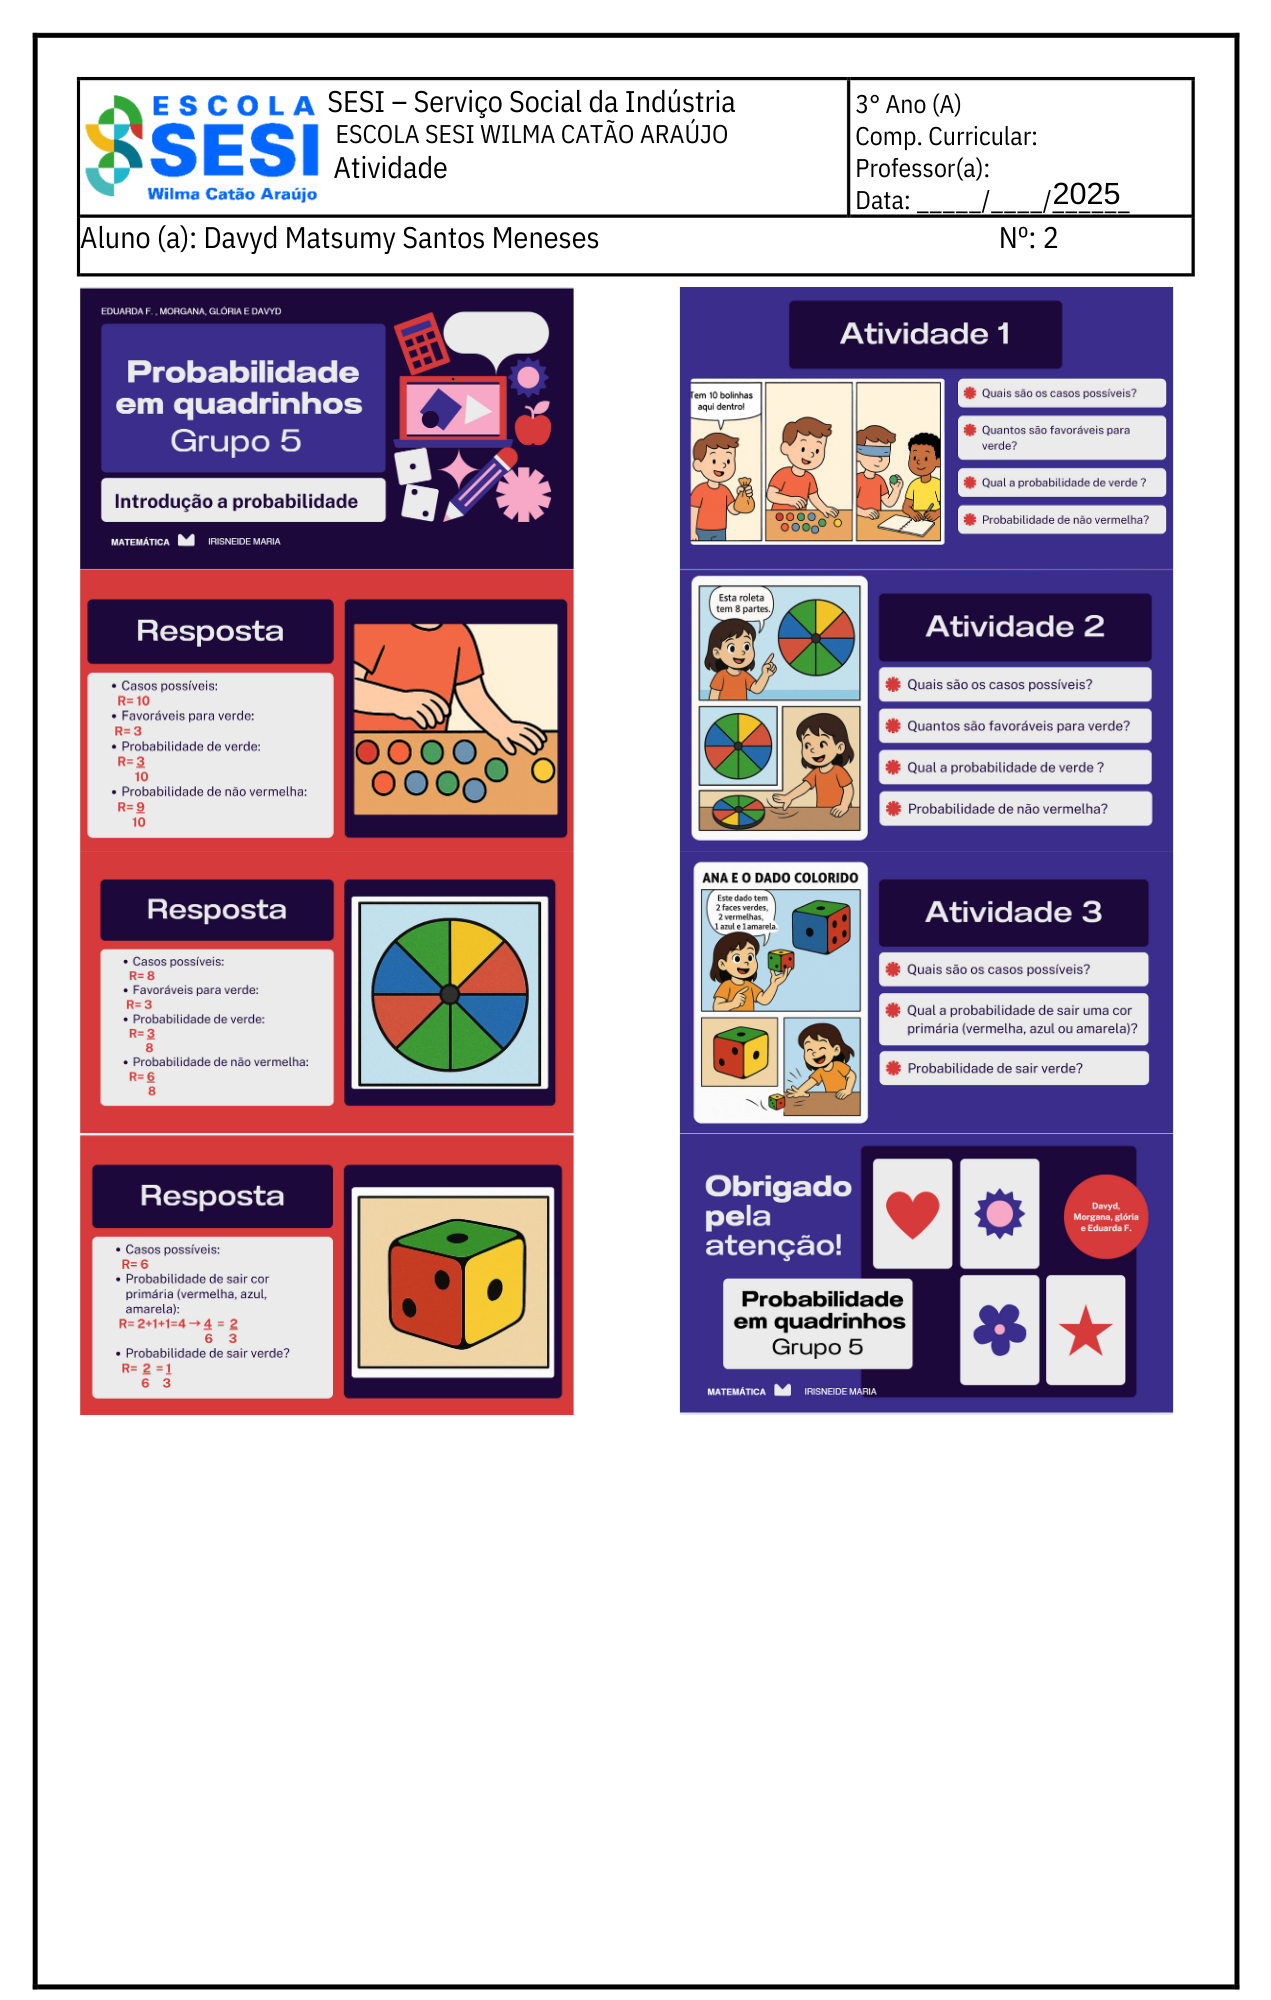 ESCOLA
SESI
Wilma Catão Araújo
SESI – Serviço Social da Indústria
ESCOLA SESI WILMA CATÃO ARAÚJO
Atividade
3° Ano (A)
Comp. Curricular:
Professor(a):
Data: _____/____/2025
Aluno (a): Davyd Matsumy Santos Meneses Nº: 2
EDUARDA F. , MORGANA, GLÓRIA E DAVYD
Probabilidade
em quadrinhos
Grupo 5
Introdução a probabilidade
MATEMÁTICA IRISNEIDE MARIA
Atividade 1
Tem 10 bolinhas
aqui dentro!
Quais são os casos possíveis?
Quantos são favoráveis para
verde?
Qual a probabilidade de verde ?
Probabilidade de não vermelha?
Resposta
• Casos possíveis:
R= 10
• Favoráveis para verde:
R= 3
• Probabilidade de verde:
R= 3
10
• Probabilidade de não vermelha:
R= 9
10
Esta roleta
tem 8 partes.
Atividade 2
Quais são os casos possíveis?
Quantos são favoráveis para verde?
Qual a probabilidade de verde ?
Probabilidade de não vermelha?
Resposta
• Casos possíveis:
R= 8
• Favoráveis para verde:
R= 3
• Probabilidade de verde:
R= 3
8
• Probabilidade de não vermelha:
R= 6
8
ANA E O DADO COLORIDO
Este dado tem
2 faces verdes,
2 vermelhas,
1 azul e 1 amarela.
Atividade 3
Quais são os casos possíveis?
Qual a probabilidade de sair uma cor
primária (vermelha, azul ou amarela)?
Probabilidade de sair verde?
Resposta
• Casos possíveis:
R= 6
• Probabilidade de sair cor
primária (vermelha, azul,
amarela):
R= 2+1+1=4 → 4 = 2
6 3
• Probabilidade de sair verde?
R= 2 = 1
6 3
Obrigado
pela
atenção!
Davyd,
Morgana, glória
e Eduarda F.
Probabilidade
em quadrinhos
Grupo 5
MATEMÁTICA IRISNEIDE MARIA